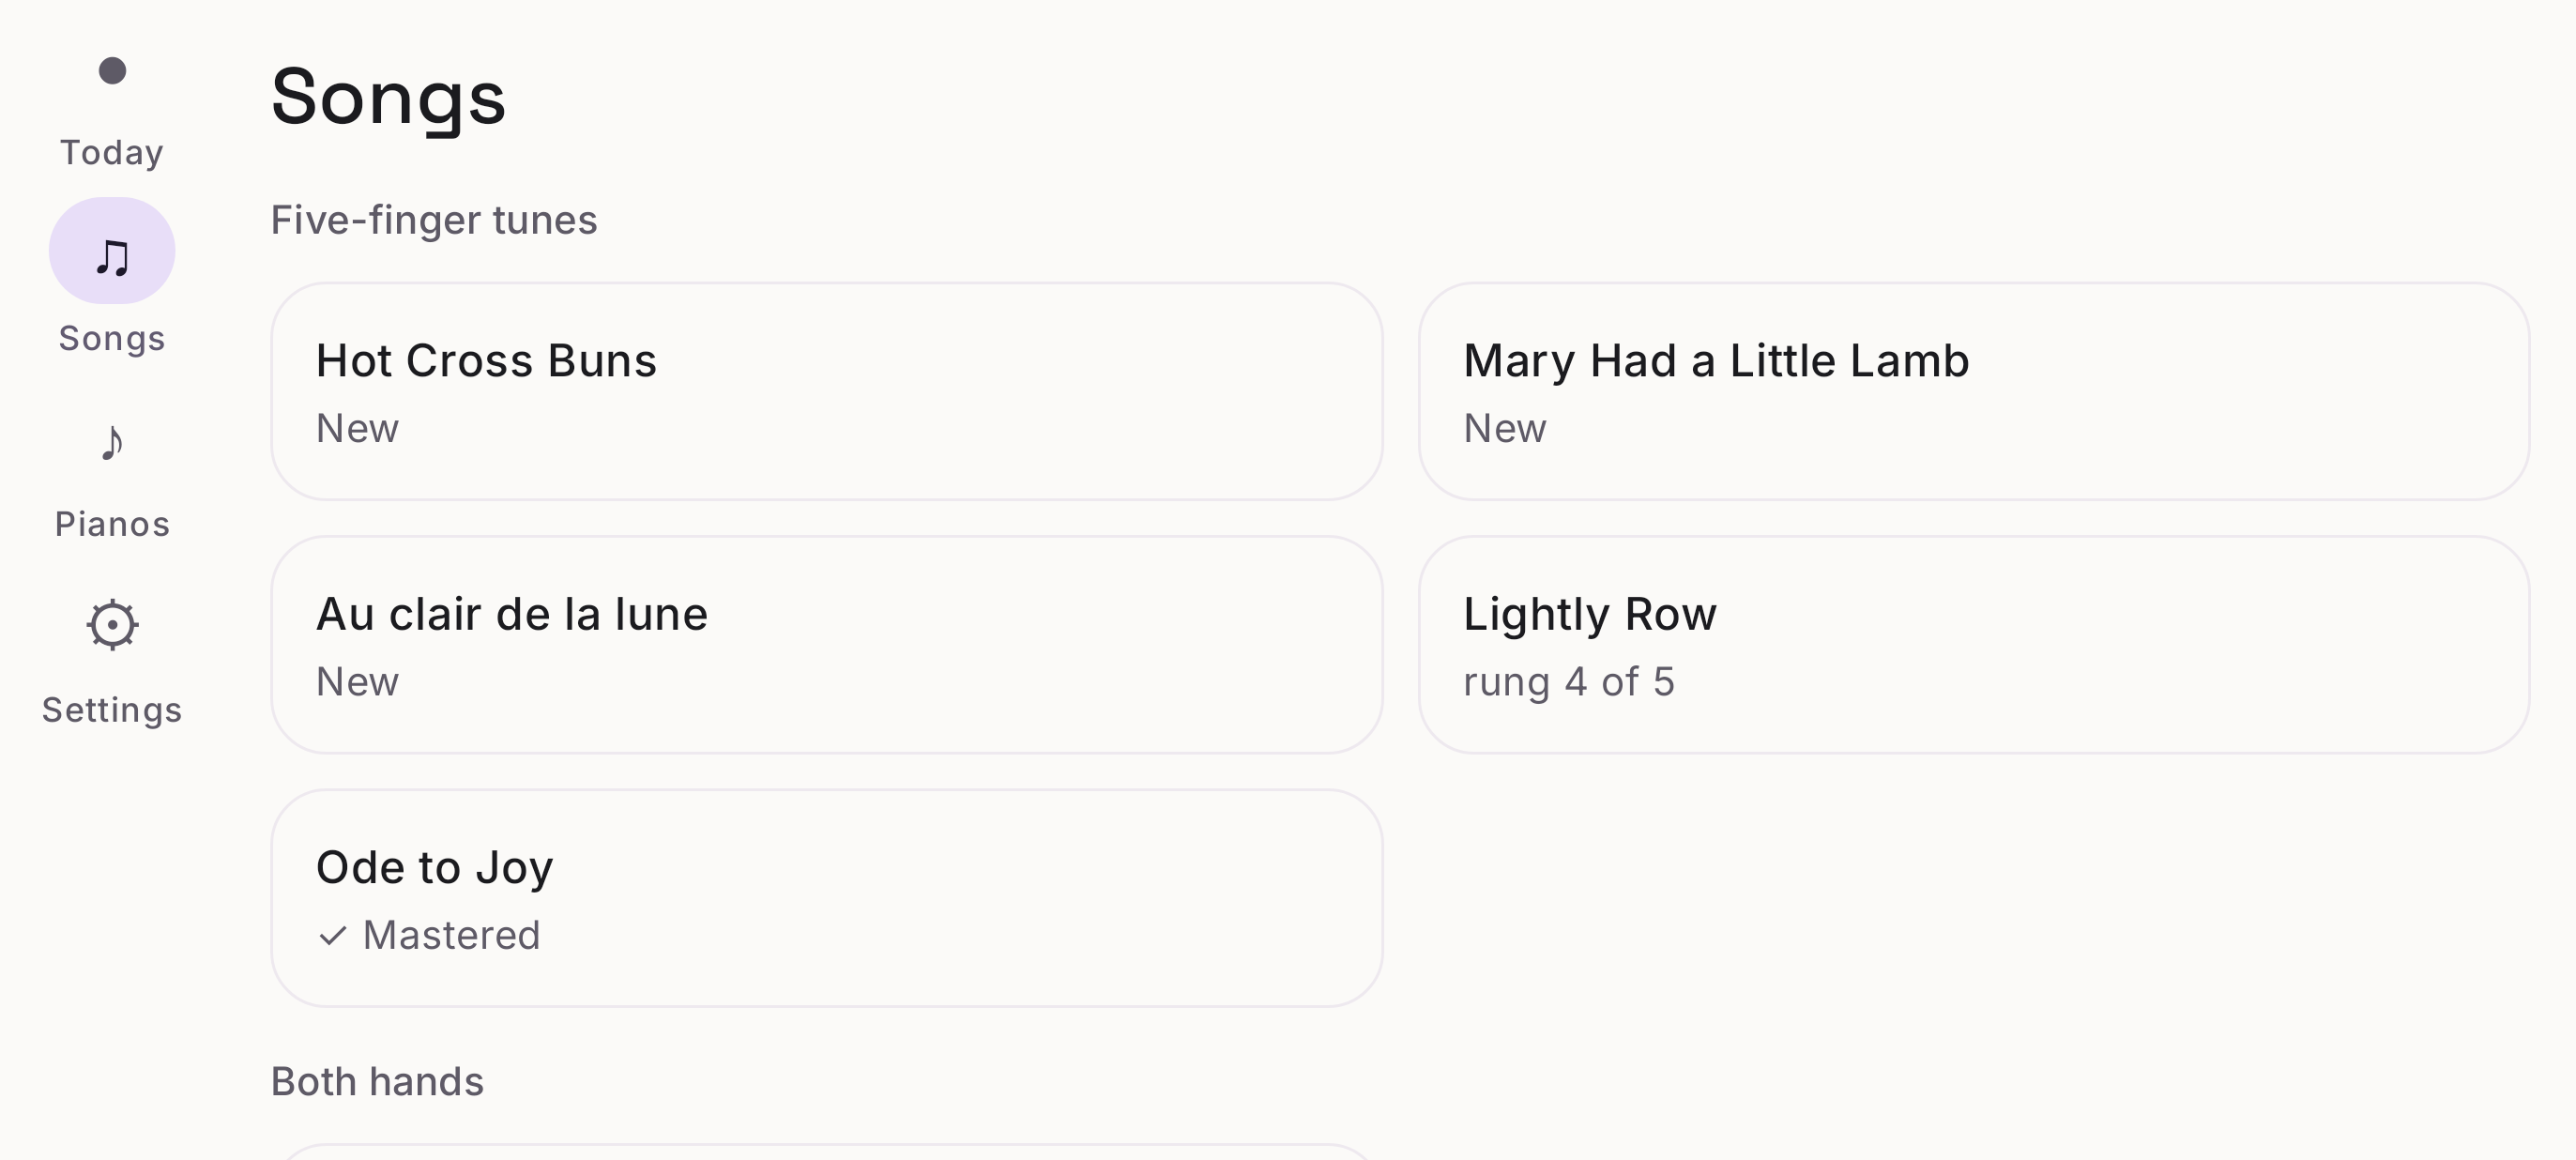 Today
Songs
Pianos
Settings
Songs
Five-finger tunes
Hot Cross Buns
New
Mary Had a Little Lamb
New
Au clair de la lune
New
Lightly Row
rung 4 of 5
Ode to Joy
✓ Mastered
Both hands